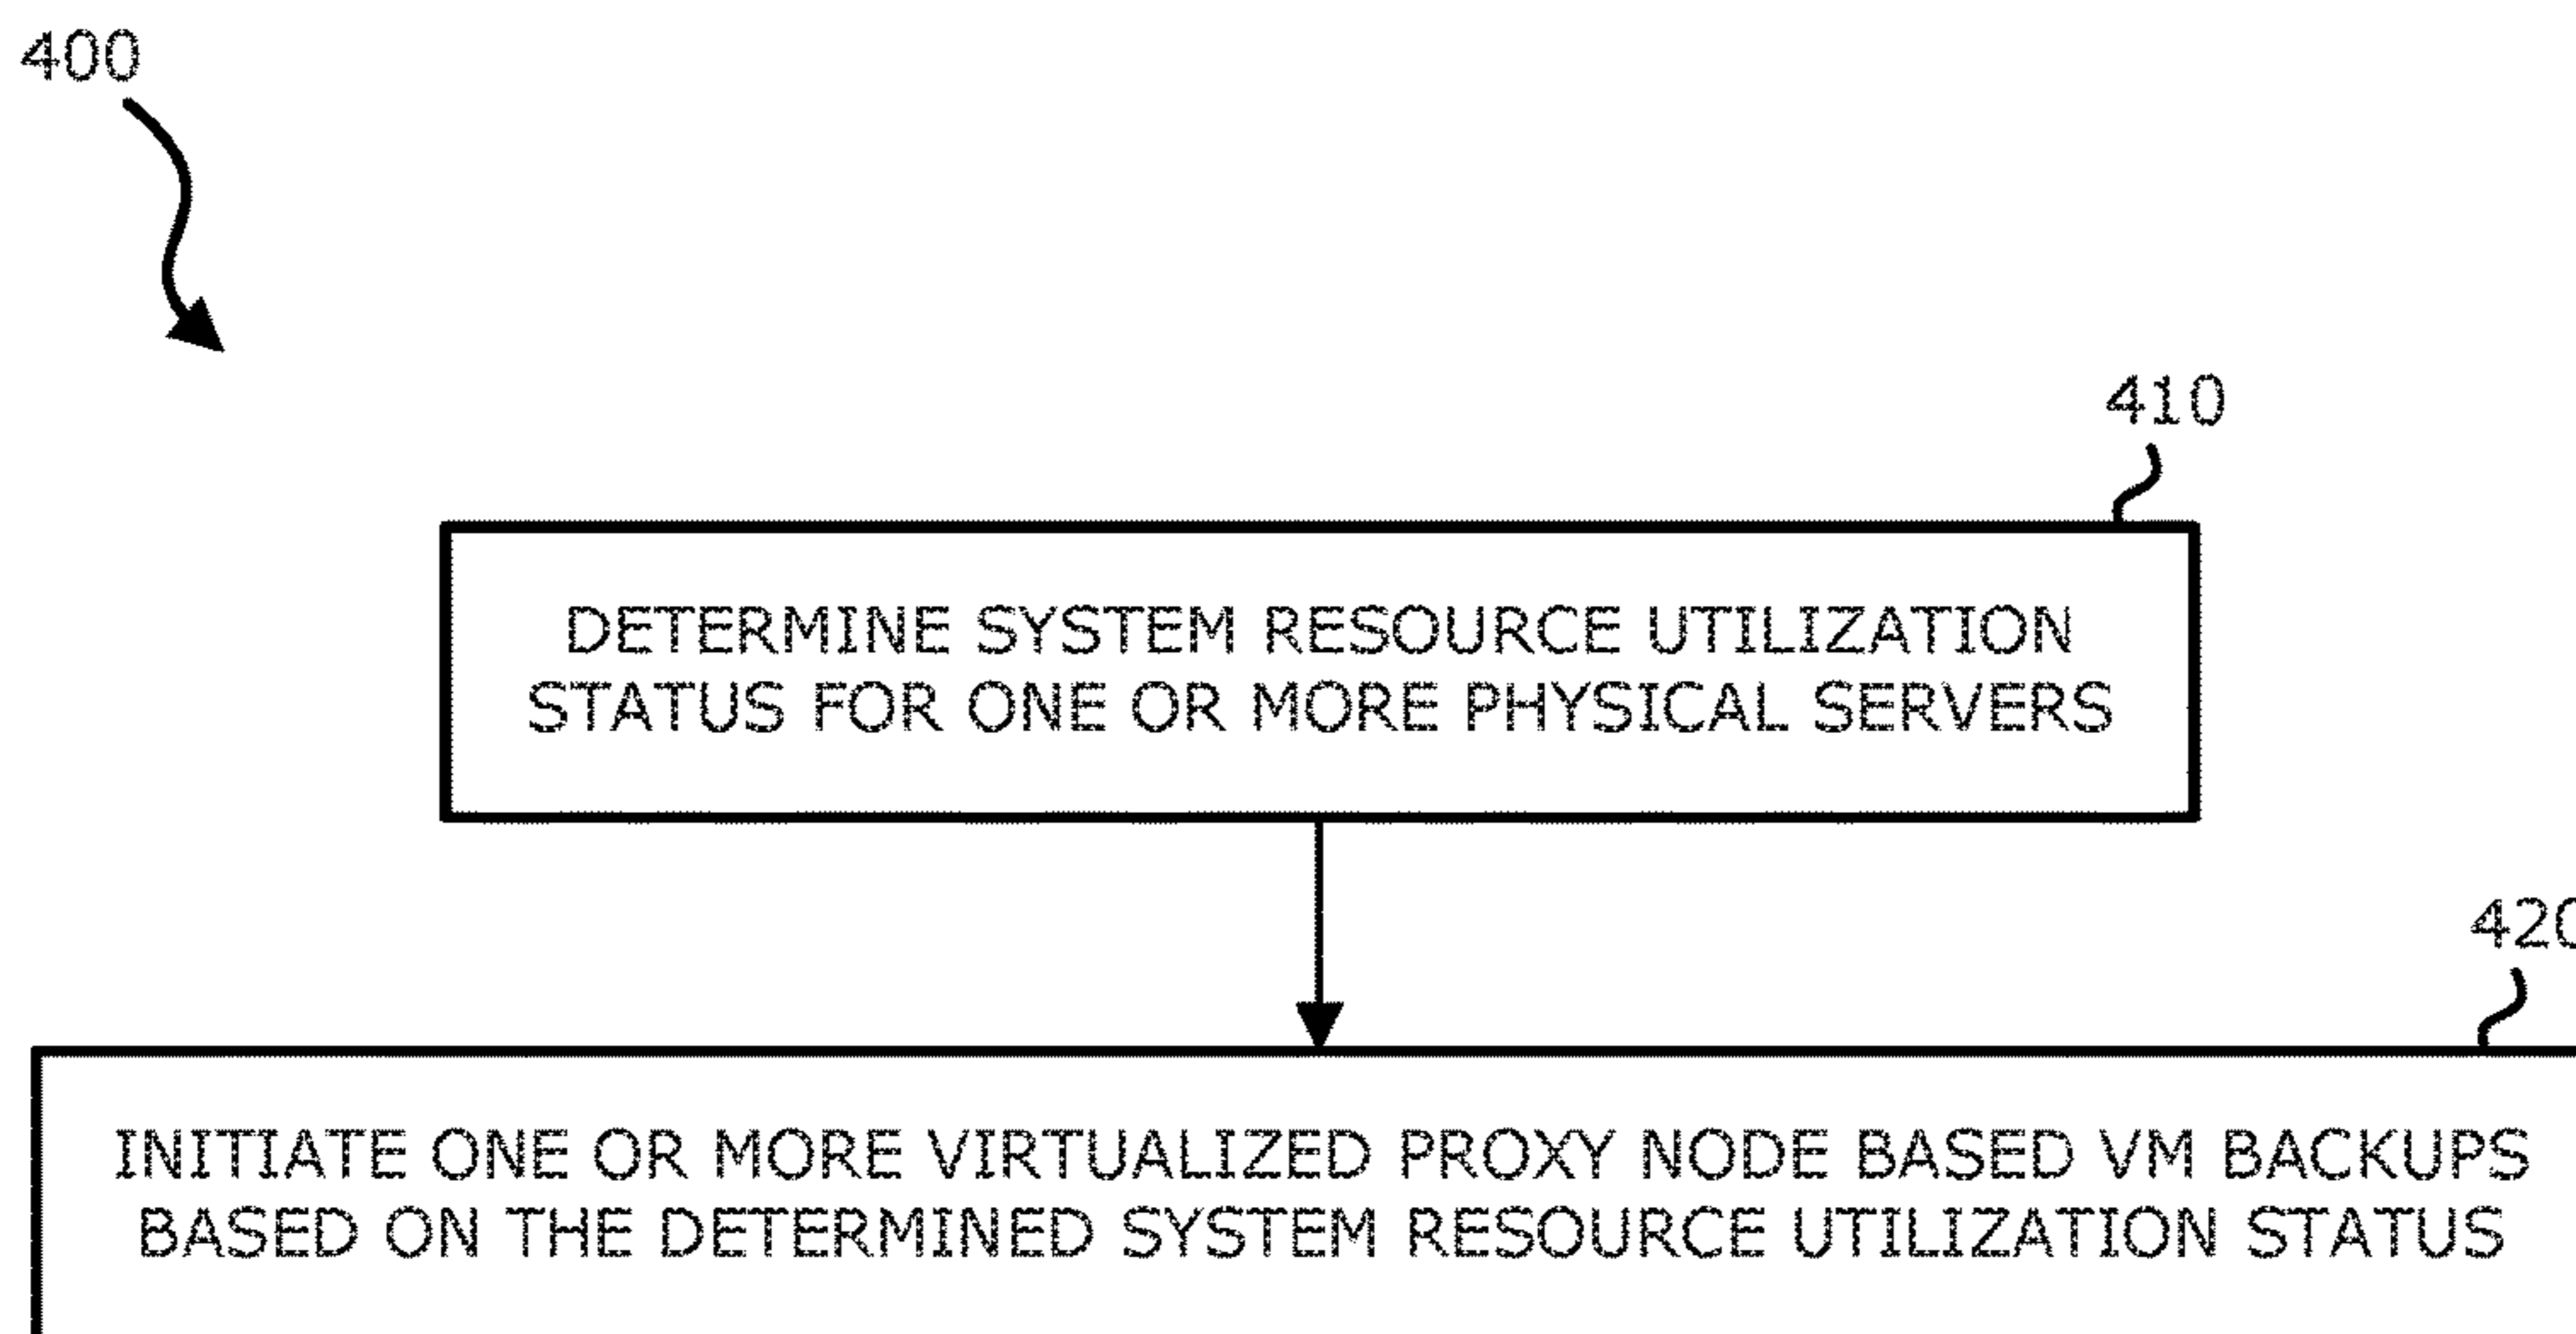 400
410
DETERMINE SYSTEM RESOURCE UTILIZATION
STATUS FOR ONE OR MORE PHYSICAL SERVERS
420
INITIATE ONE OR MORE VIRTUALIZED PROXY NODE BASED VM BACKUPS
BASED ON THE DETERMINED SYSTEM RESOURCE UTILIZATION STATUS